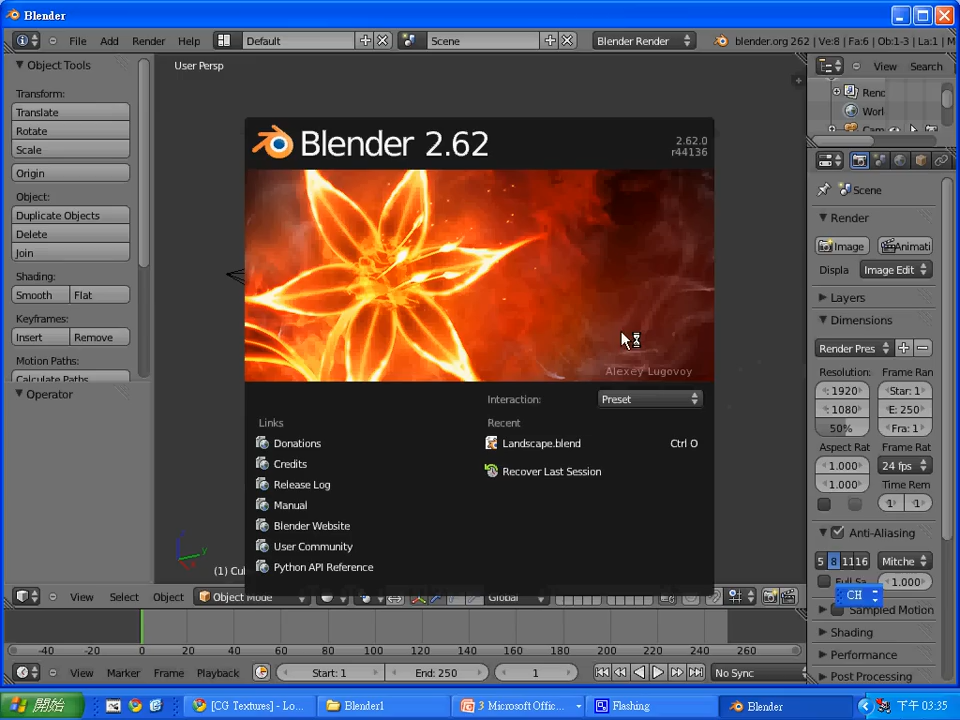 Blender
File Add Render Help Default Scene Blender Render blender.org 262 | Ve:8 | Fa:6 | Ob:1-3 | La:1 | M
Object Tools
Transform:
Translate
Rotate
Scale
Origin
Object:
Duplicate Objects
Delete
Join
Shading:
Smooth Flat
Keyframes:
Insert Remove
Motion Paths:
Calculate Paths
Operator
User Persp
Blender 2.62
2.62.0
r44136
Alexey Lugovoy
Interaction: Preset
Links
Donations
Credits
Release Log
Manual
Blender Website
User Community
Python API Reference
Recent
Landscape.blend Ctrl O
Recover Last Session
(1) Cu
View Search
Rend
Worl
Cam
Scene
Render
Image Animati
Displa Image Edit
Layers
Dimensions
Render Pres
Resolution: Frame Ran
: 1920 Star: 1
: 1080 E: 250
50% Fra: 1
Aspect Rat Frame Rat
: 1.000 24 fps
: 1.000 Time Rem
1 1
Anti-Aliasing
5 8 11 16 Mitche
Full Sa : 1.000
CH
Sampled Motion
Shading
Performance
Post Processing
View Select Object Object Mode Global
-40 -20 0 20 40 60 80 100 120 140 160 180 200 220 240 260
View Marker Frame Playback Start: 1 End: 250 1 No Sync
開始 [CG Textures] - Lo... Blender1 3 Microsoft Offic... Flashing Blender 下午 03:35